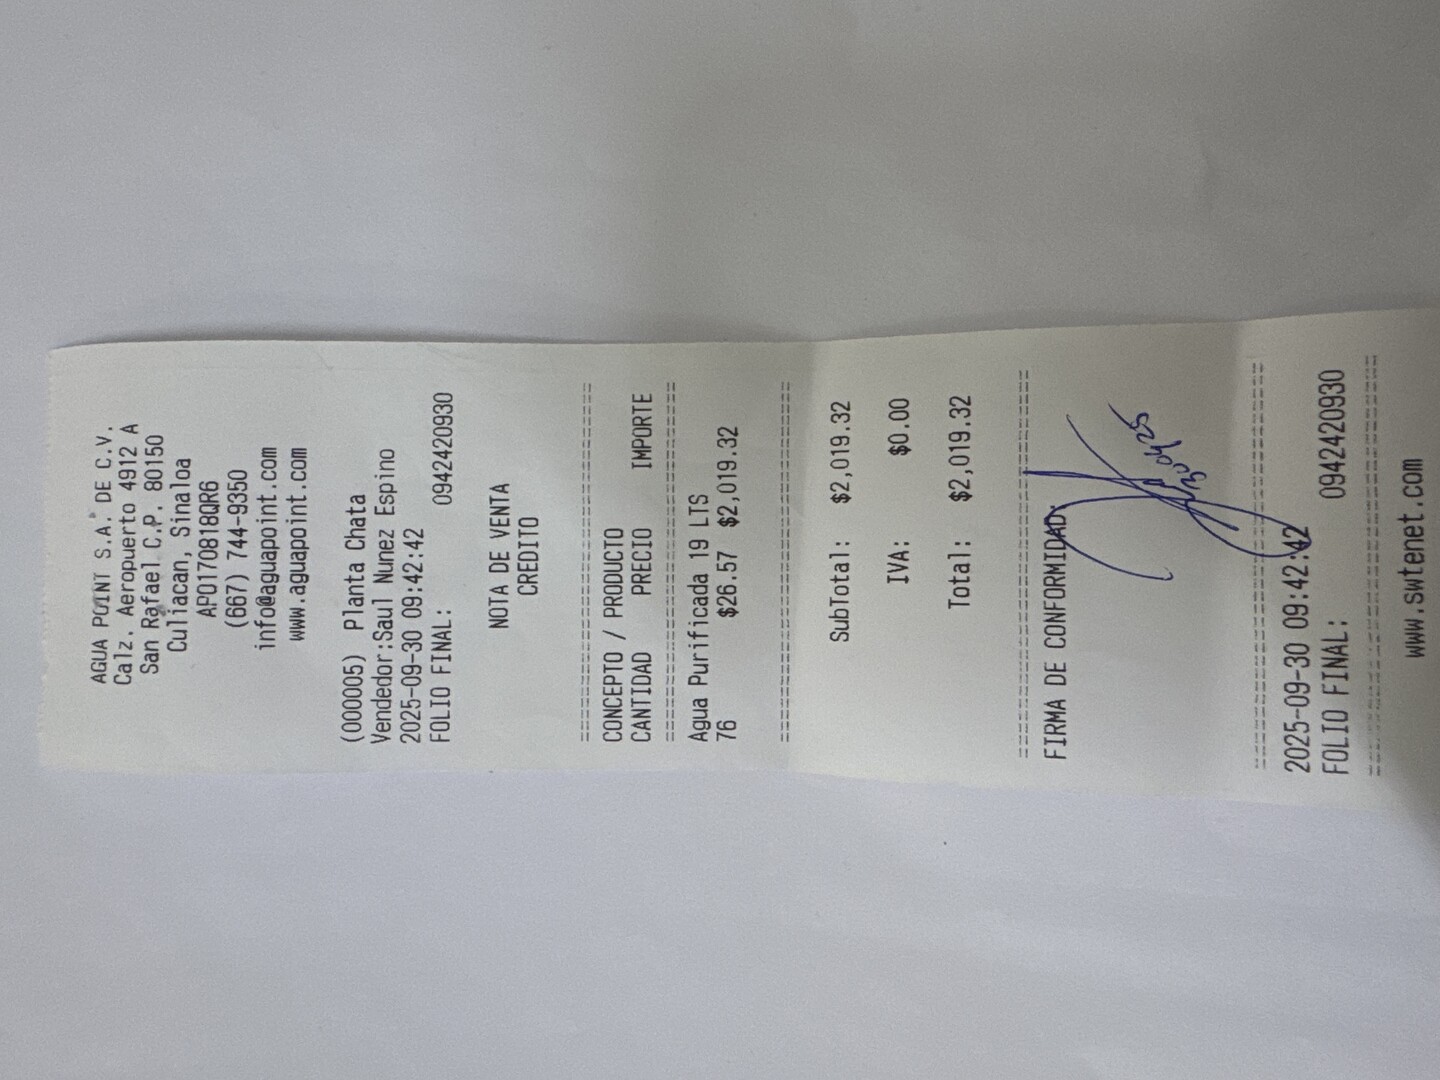 AGUA POINT S.A. DE C.V.
Calz. Aeropuerto 4912 A
San Rafael C.P. 80150
Culiacan, Sinaloa
APO170818QR6
(667) 744-9350
info@aguapoint.com
www.aguapoint.com
(000005) Planta Chata
Vendedor:Saul Nunez Espino
2025-09-30 09:42:42
FOLIO FINAL: 0942420930
NOTA DE VENTA
CREDITO
CONCEPTO / PRODUCTO
CANTIDAD PRECIO IMPORTE
Agua Purificada 19 LTS
76 $26.57 $2,019.32
SubTotal: $2,019.32
IVA: $0.00
Total: $2,019.32
FIRMA DE CONFORMIDAD:
2025-09-30 09:42:42
FOLIO FINAL: 0942420930
www.swtenet.com